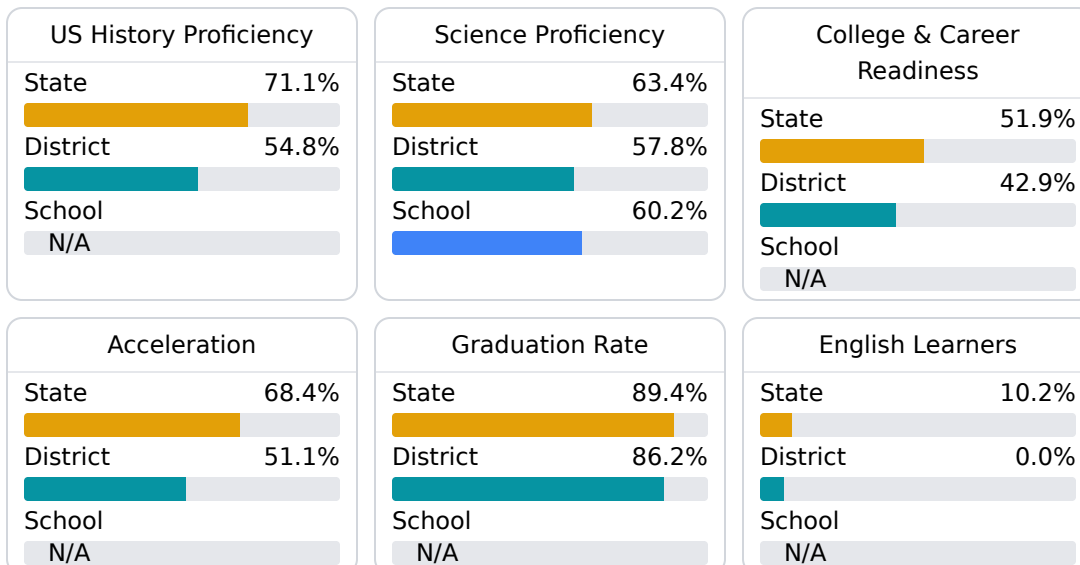 US History Proficiency
State 71.1%
District 54.8%
School
N/A
Science Proficiency
State 63.4%
District 57.8%
School 60.2%
College & Career
Readiness
State 51.9%
District 42.9%
School
N/A
Acceleration
State 68.4%
District 51.1%
School
N/A
Graduation Rate
State 89.4%
District 86.2%
School
N/A
English Learners
State 10.2%
District 0.0%
School
N/A